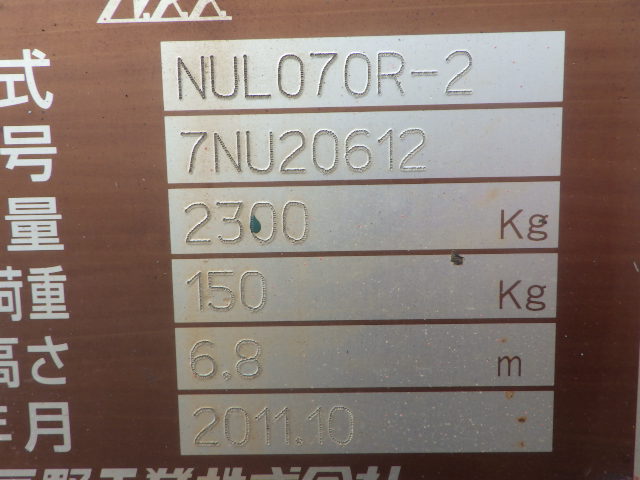 式 NUL070R-2
号 7NU20612
量 2300 Kg
荷重 150 Kg
高さ 6.8 m
年月 2011.10